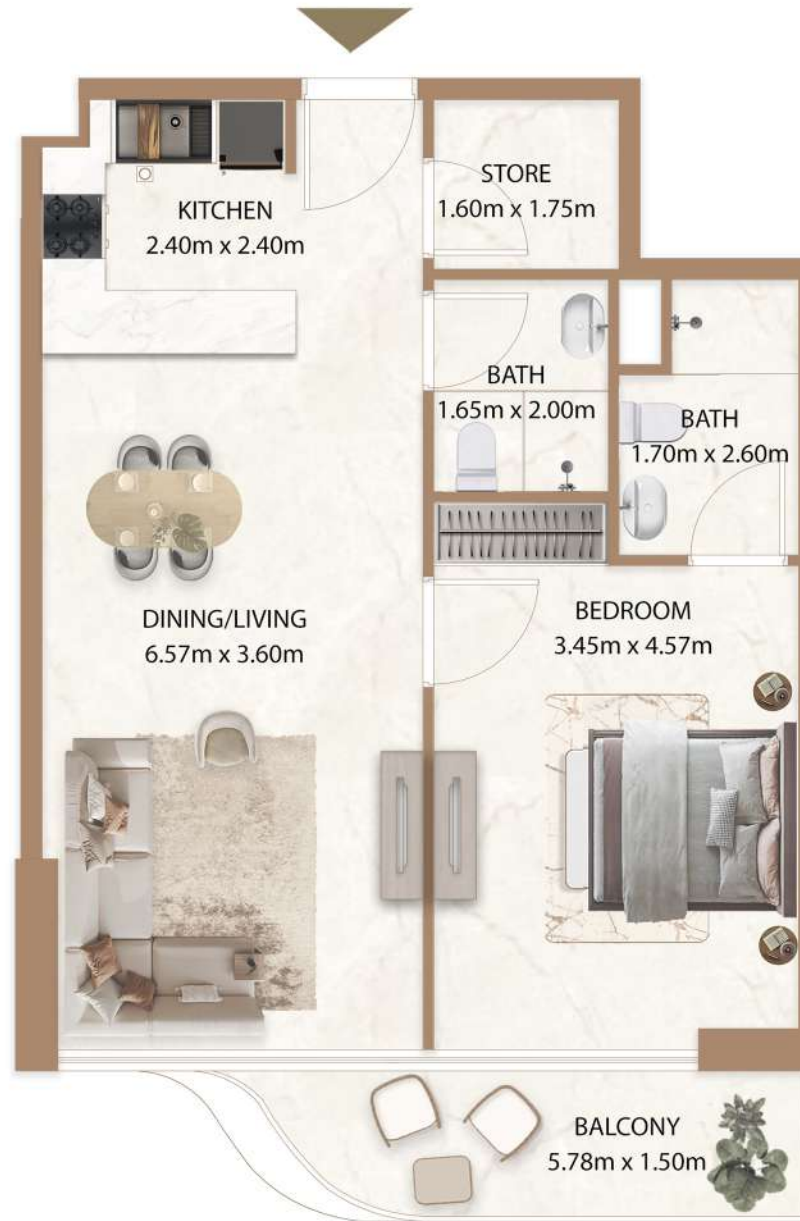 STORE
1.60m x 1.75m
KITCHEN
2.40m x 2.40m
BATH
1.65m x 2.00m
BATH
1.70m x 2.60m
DINING/LIVING
6.57m x 3.60m
BEDROOM
3.45m x 4.57m
BALCONY
5.78m x 1.50m